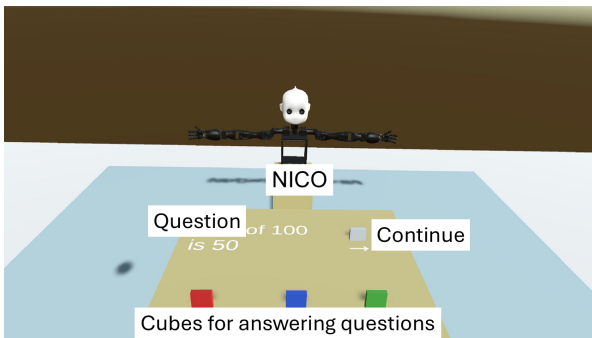 NICO
Question
of 100
is 50
Continue
Cubes for answering questions